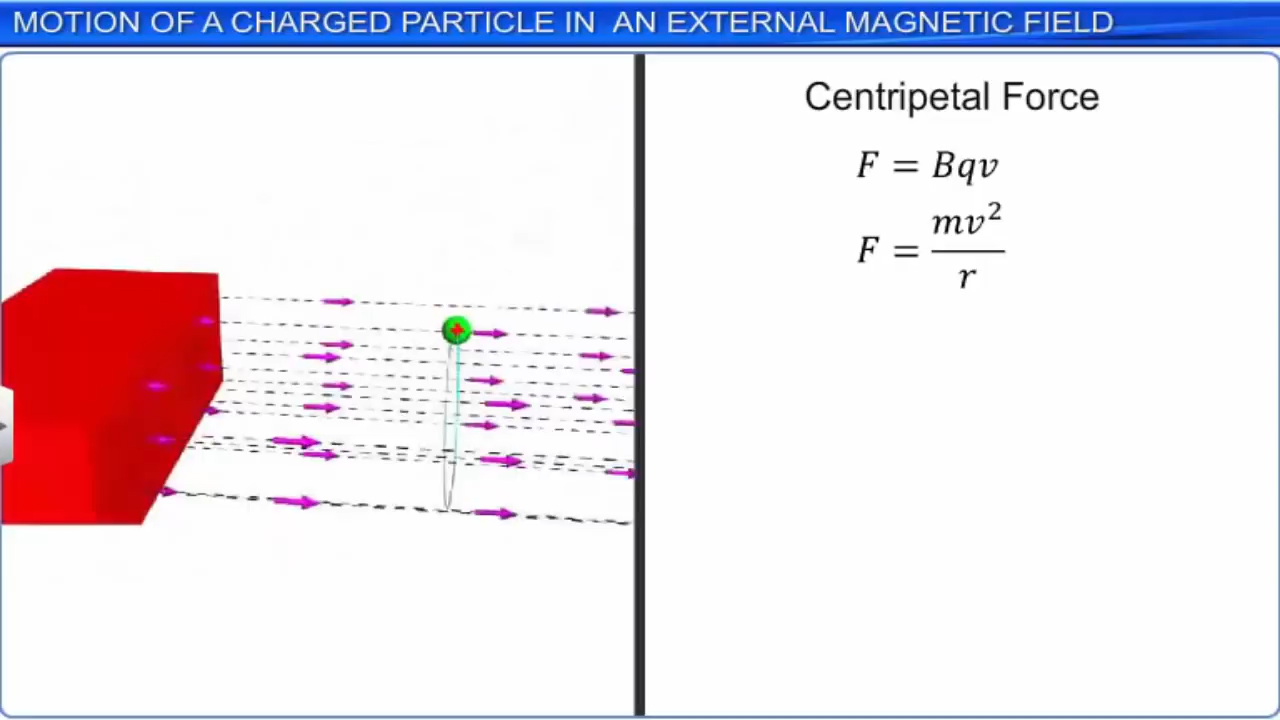 MOTION OF A CHARGED PARTICLE IN AN EXTERNAL MAGNETIC FIELD
Centripetal Force
F = Bqv
F = mv²/r
+